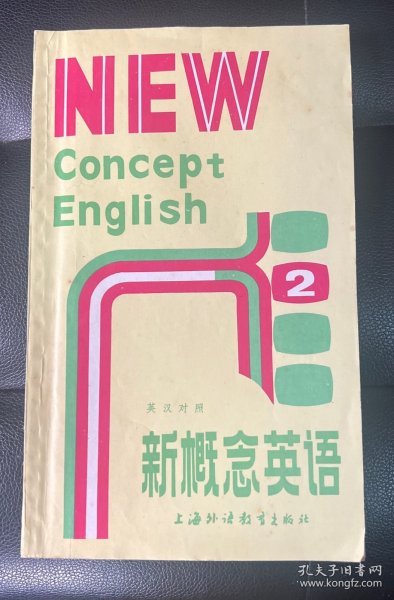 NEW
Concept
English
2
英汉对照
新概念英语
上海外语教育出版社
孔夫子旧书网
www.kongfz.com